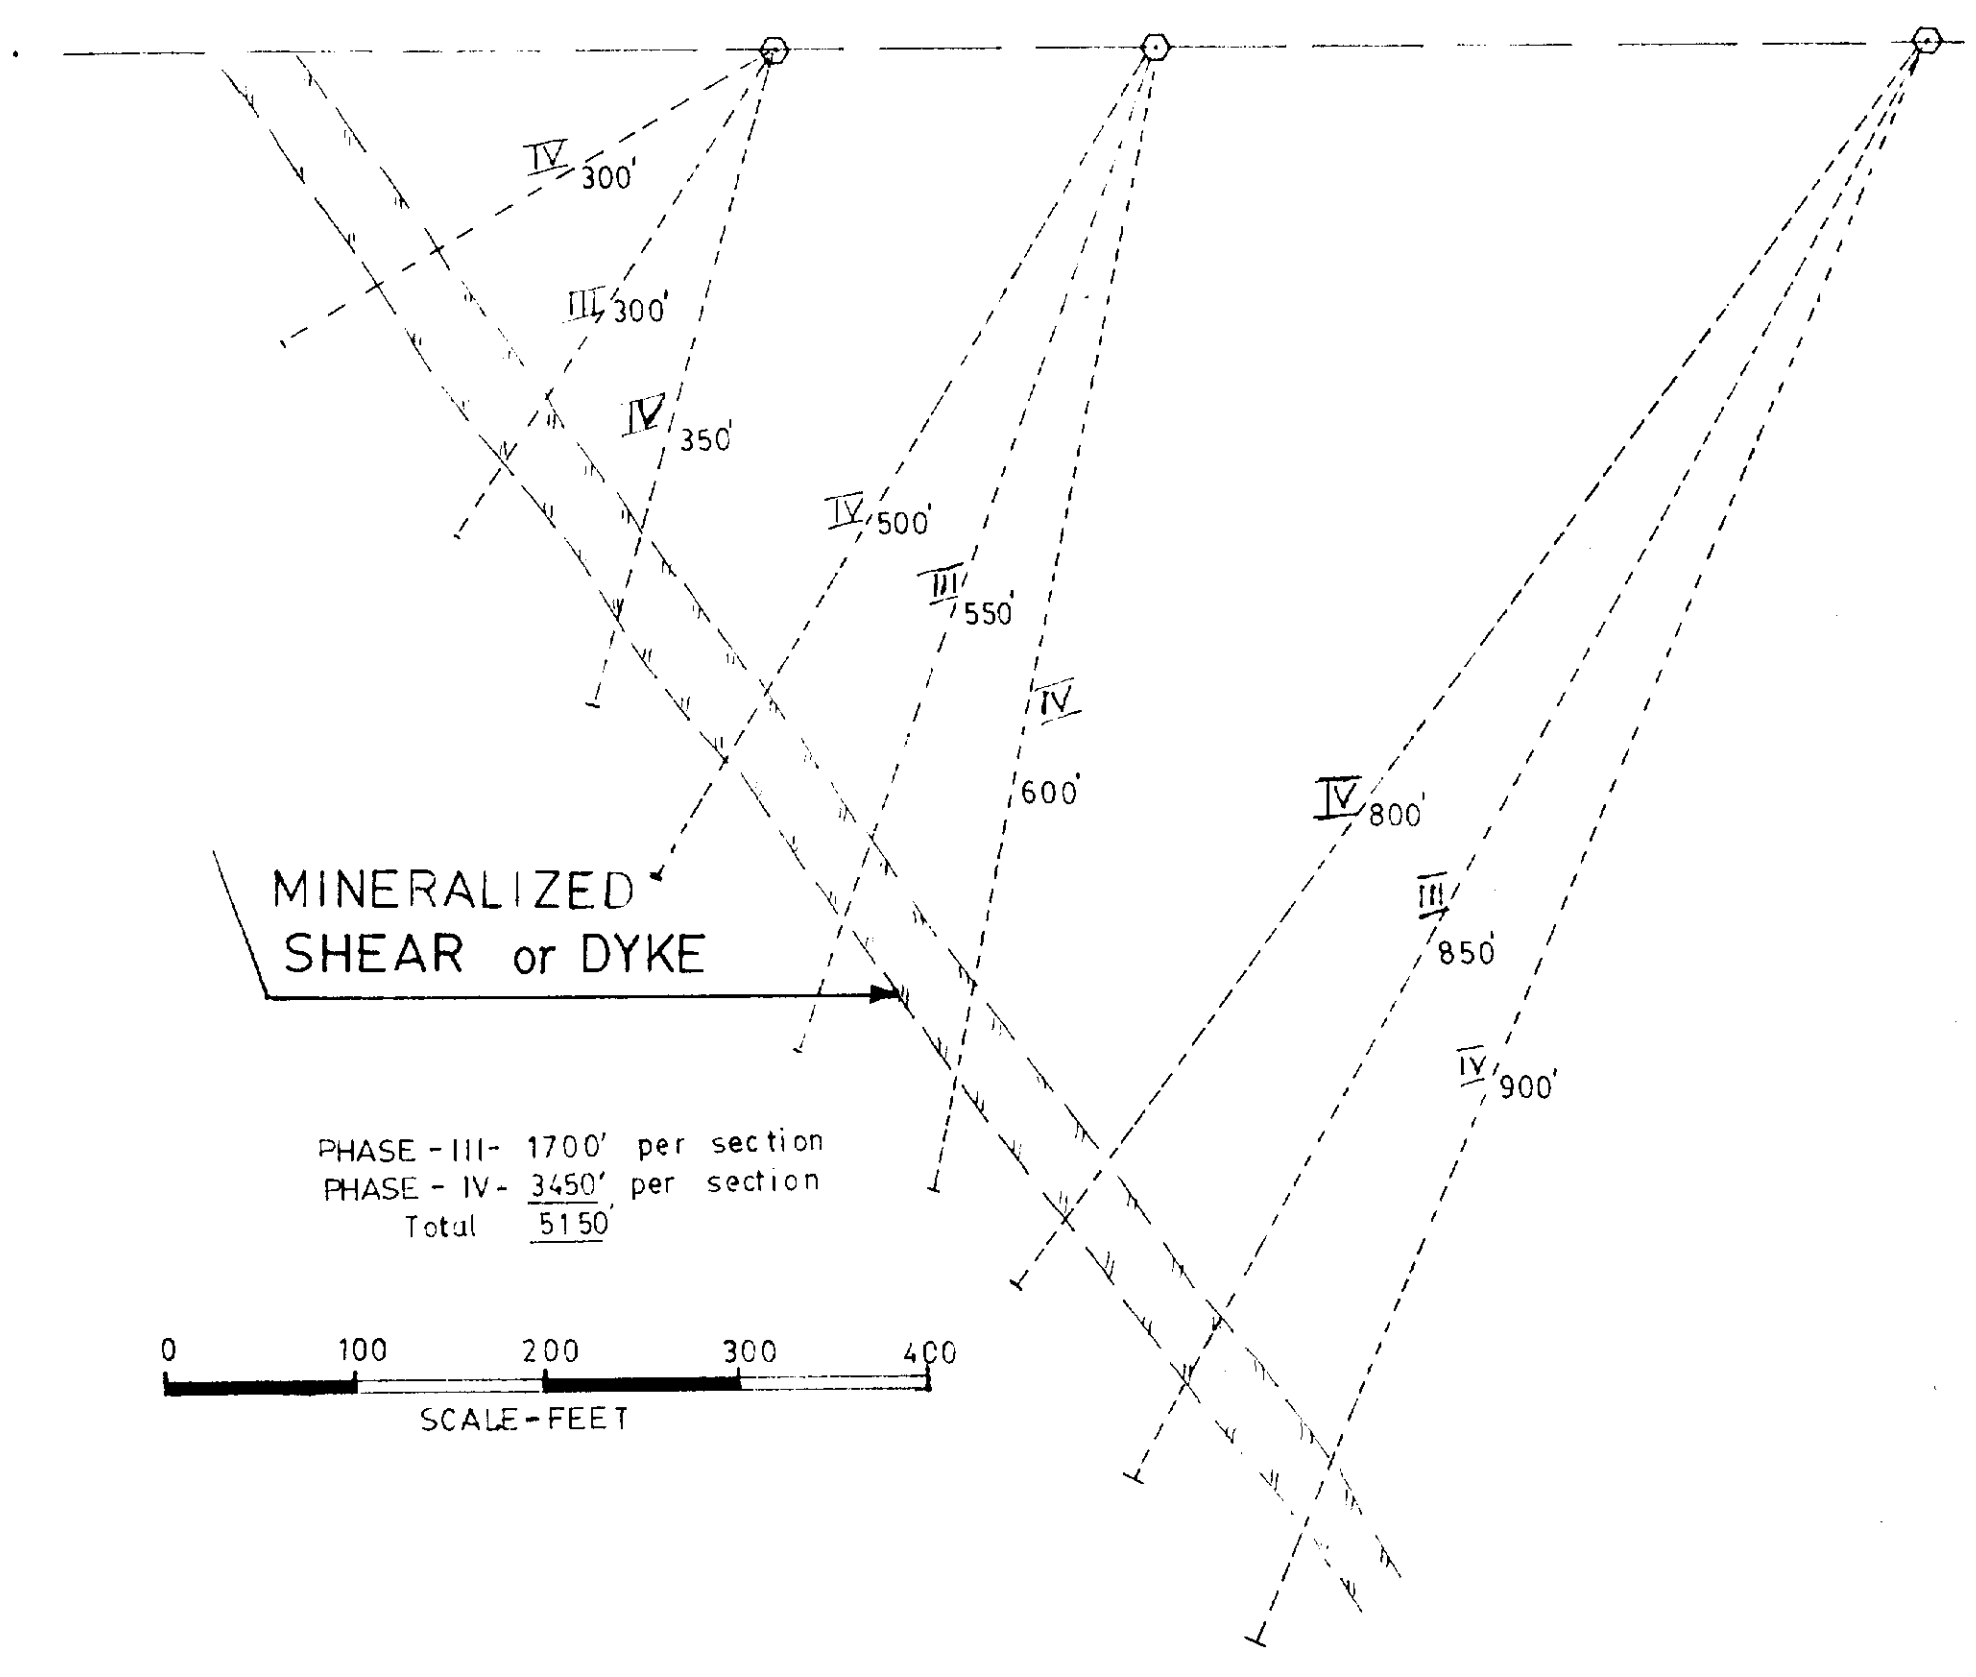 IV 300'
III 300'
IV 350'
IV 500'
III 550'
IV 600'
IV 800'
III 850'
IV 900'
MINERALIZED
SHEAR or DYKE
PHASE - III - 1700' per section
PHASE - IV - 3450' per section
Total 5150'
0 100 200 300 400
SCALE-FEET